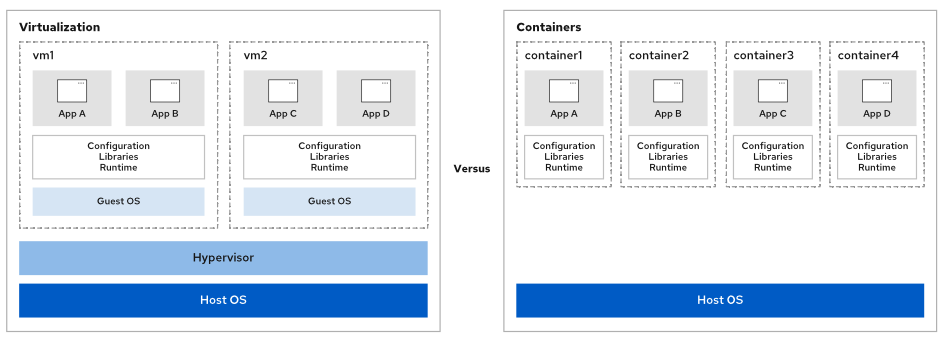 Virtualization
vm1
App A
App B
Configuration
Libraries
Runtime
Guest OS
vm2
App C
App D
Configuration
Libraries
Runtime
Guest OS
Hypervisor
Host OS
Versus
Containers
container1
App A
Configuration
Libraries
Runtime
container2
App B
Configuration
Libraries
Runtime
container3
App C
Configuration
Libraries
Runtime
container4
App D
Configuration
Libraries
Runtime
Host OS